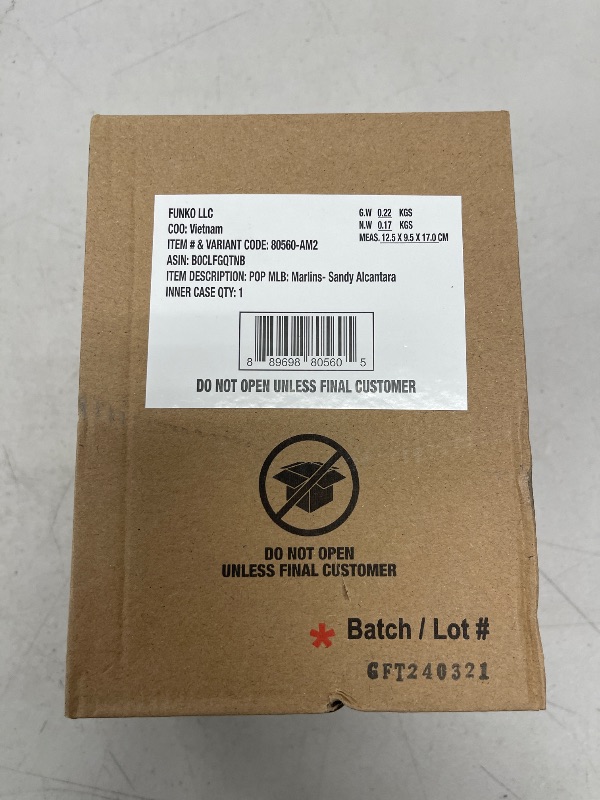 FUNKO LLC
G.W 0.22 KGS
COO: Vietnam
N.W 0.17 KGS
ITEM # & VARIANT CODE: 80560-AM2
MEAS. 12.5 X 9.5 X 17.0 CM
ASIN: B0CLFGQTNB
ITEM DESCRIPTION: POP MLB: Marlins- Sandy Alcantara
INNER CASE QTY: 1
8 89698 80560 5
DO NOT OPEN UNLESS FINAL CUSTOMER
DO NOT OPEN
UNLESS FINAL CUSTOMER
* Batch / Lot #
GFT240321